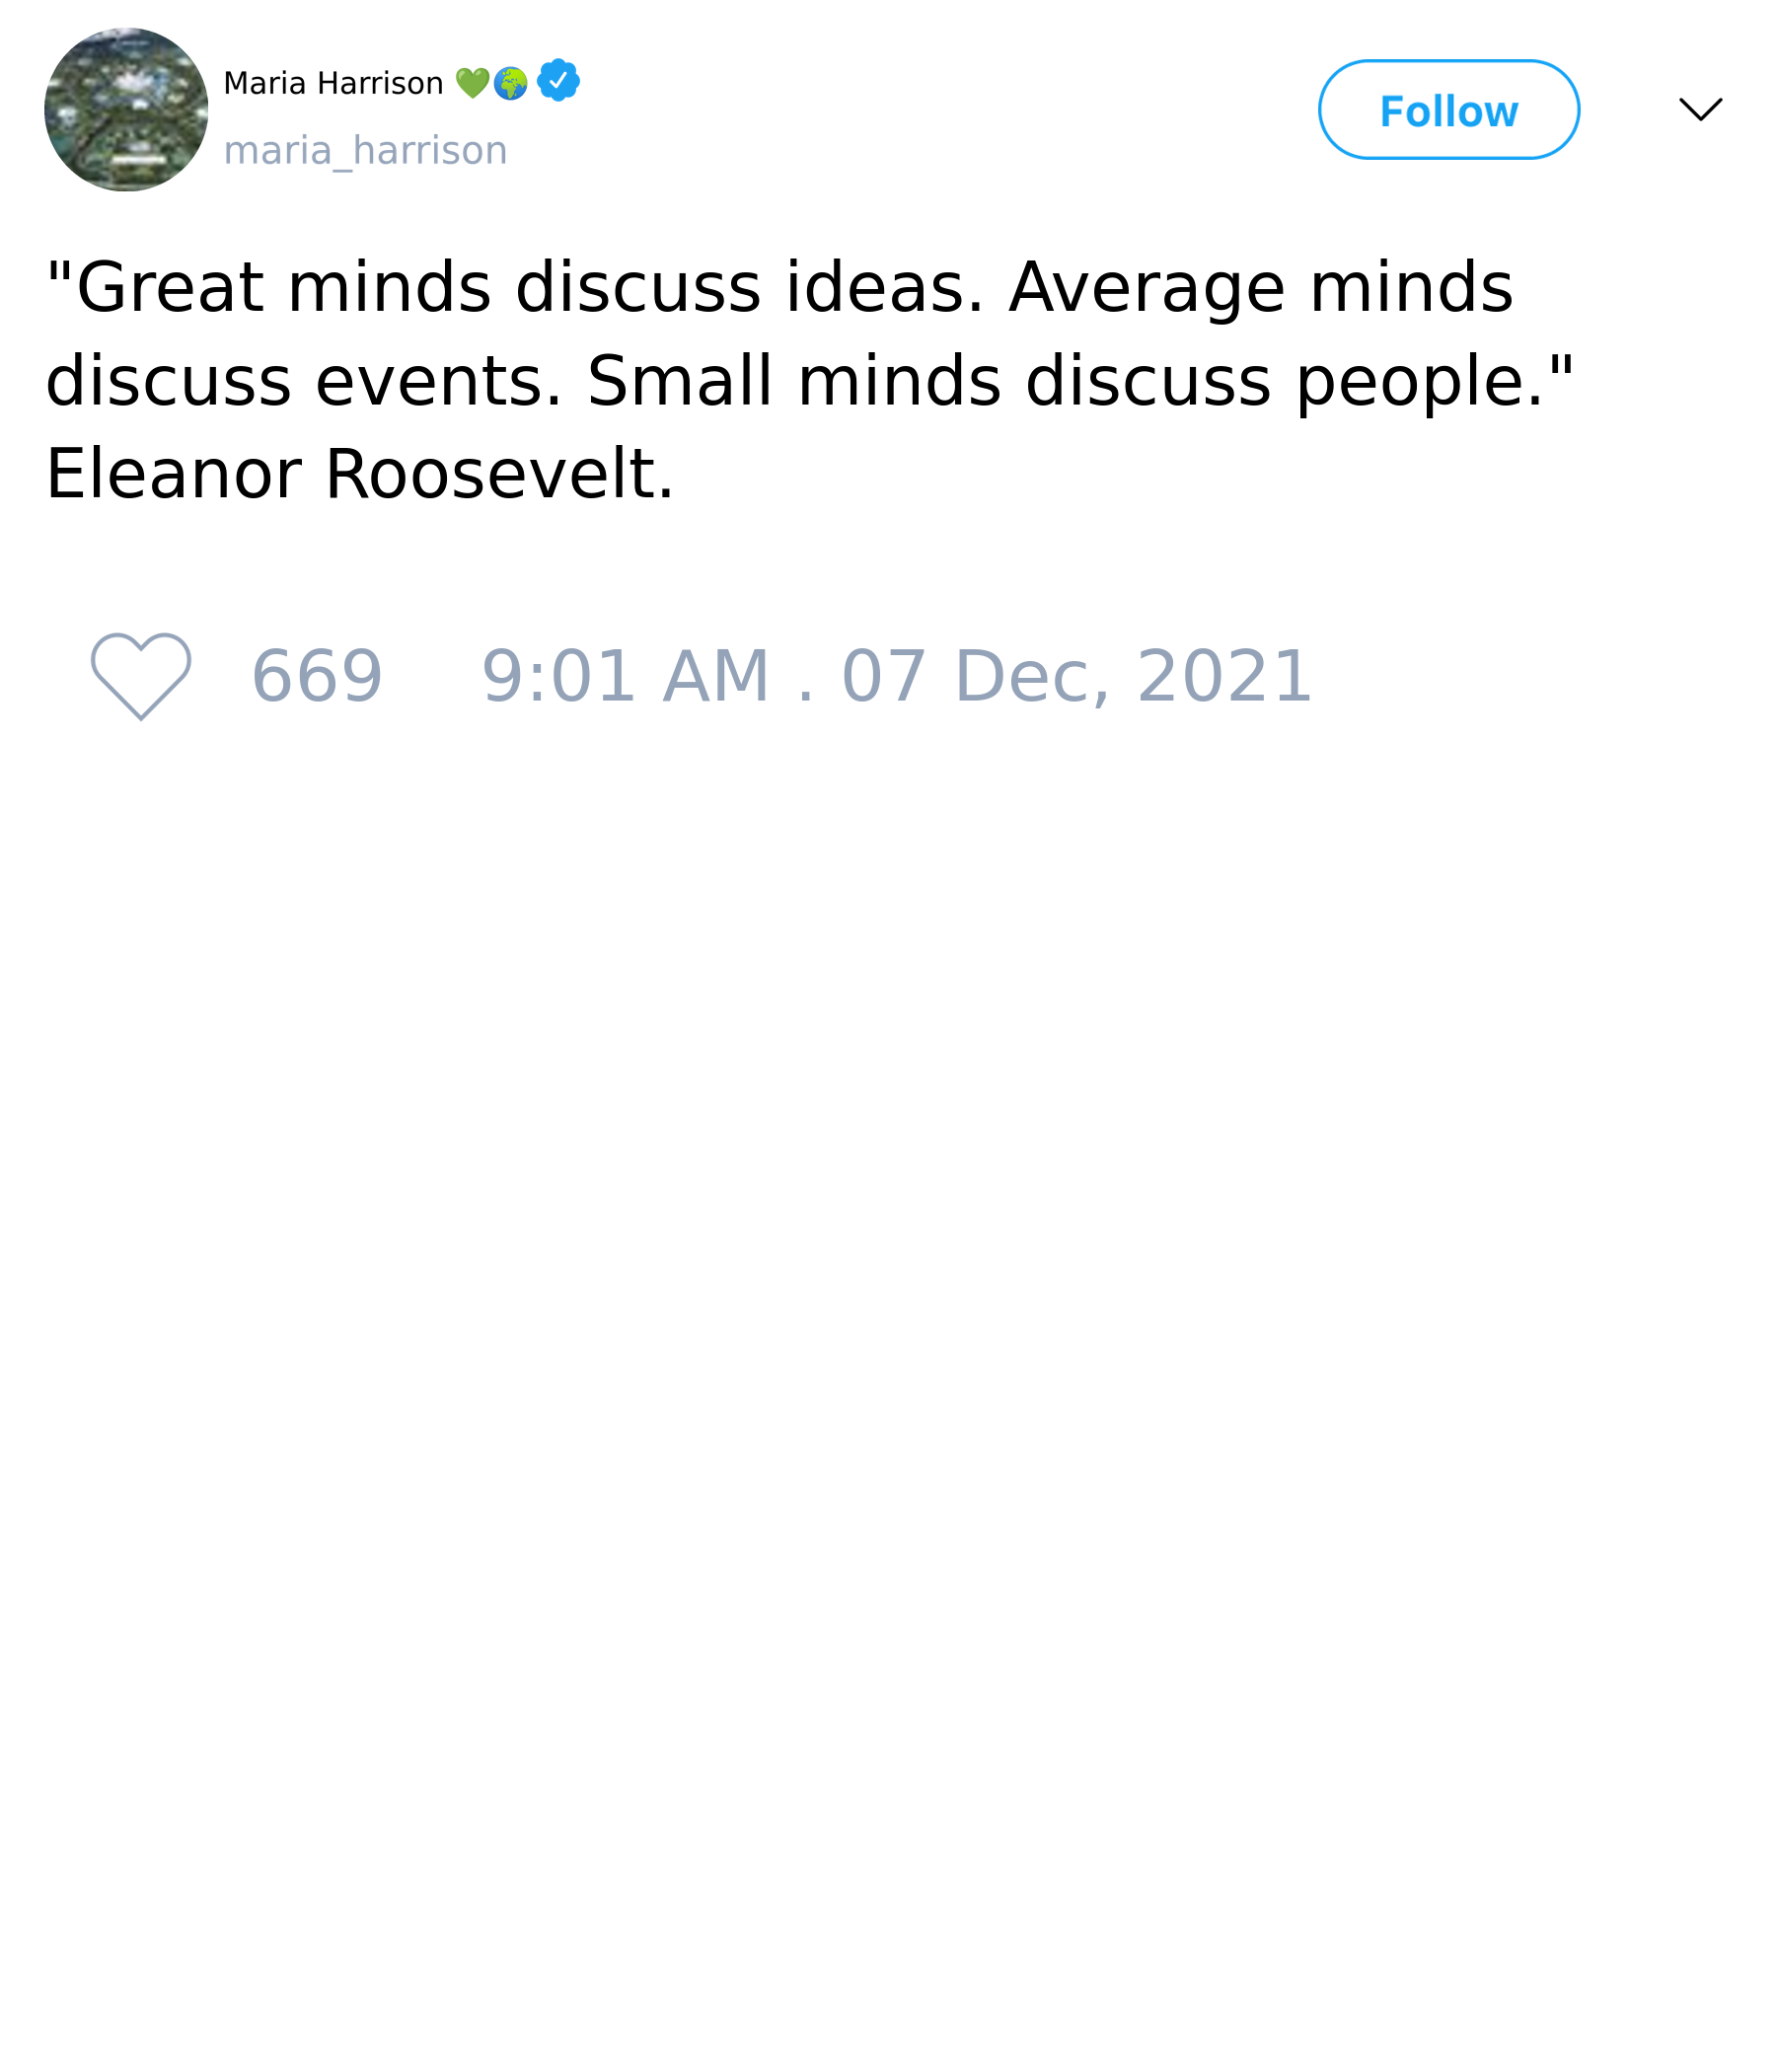 Maria Harrison 💚🌍
maria_harrison
Follow
"Great minds discuss ideas. Average minds
discuss events. Small minds discuss people."
Eleanor Roosevelt.
669 9:01 AM . 07 Dec, 2021